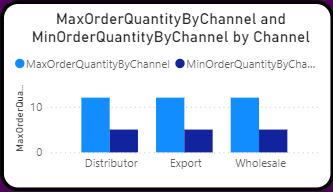 MaxOrderQuantityByChannel and
MinOrderQuantityByChannel by Channel
MaxOrderQuantityByChannel MinOrderQuantityByCha...
MaxOrderQua...
10
0
Distributor Export Wholesale